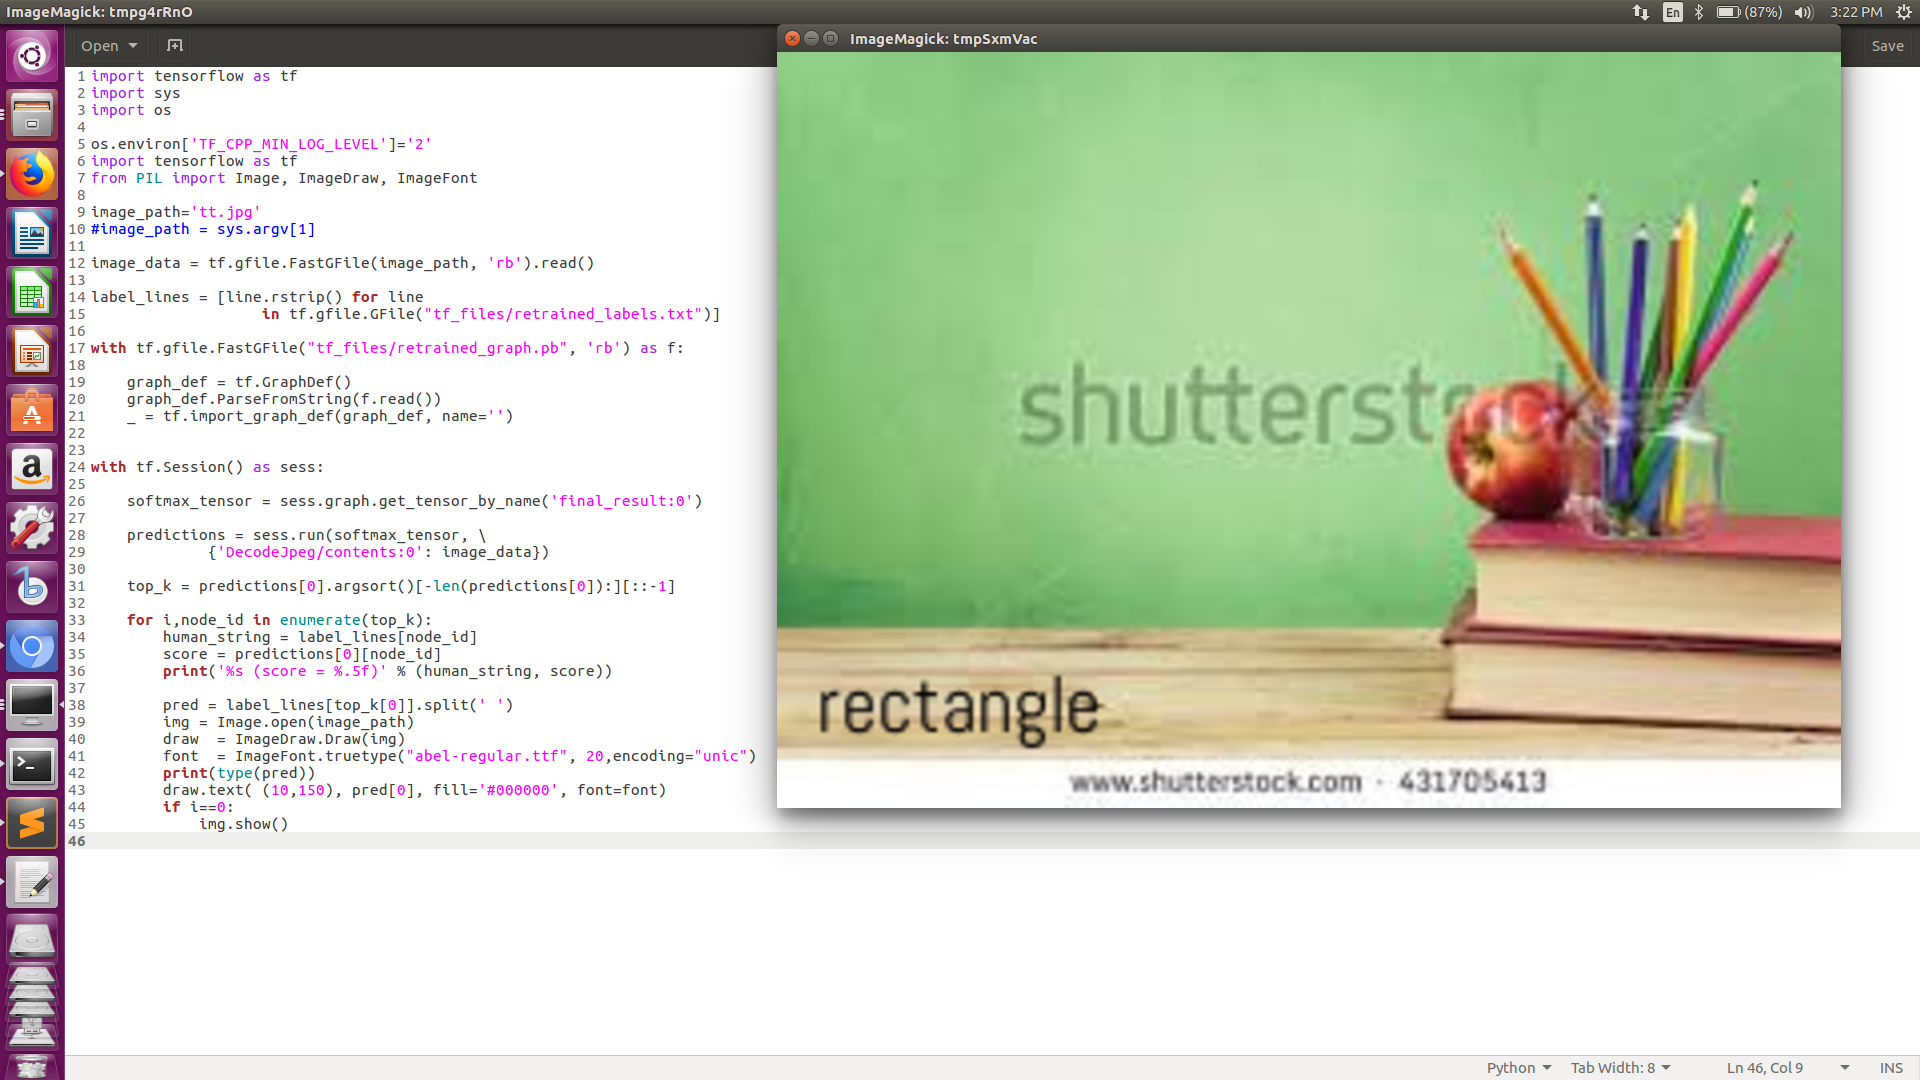 ImageMagick: tmpg4rRnO
En (87%) 3:22 PM
Open Save
1 import tensorflow as tf
2 import sys
3 import os
4
5 os.environ['TF_CPP_MIN_LOG_LEVEL']='2'
6 import tensorflow as tf
7 from PIL import Image, ImageDraw, ImageFont
8
9 image_path='tt.jpg'
10 #image_path = sys.argv[1]
11
12 image_data = tf.gfile.FastGFile(image_path, 'rb').read()
13
14 label_lines = [line.rstrip() for line
15 in tf.gfile.GFile("tf_files/retrained_labels.txt")]
16
17 with tf.gfile.FastGFile("tf_files/retrained_graph.pb", 'rb') as f:
18
19 graph_def = tf.GraphDef()
20 graph_def.ParseFromString(f.read())
21 _ = tf.import_graph_def(graph_def, name='')
22
23
24 with tf.Session() as sess:
25
26 softmax_tensor = sess.graph.get_tensor_by_name('final_result:0')
27
28 predictions = sess.run(softmax_tensor, \
29 {'DecodeJpeg/contents:0': image_data})
30
31 top_k = predictions[0].argsort()[-len(predictions[0]):][::-1]
32
33 for i,node_id in enumerate(top_k):
34 human_string = label_lines[node_id]
35 score = predictions[0][node_id]
36 print('%s (score = %.5f)' % (human_string, score))
37
38 pred = label_lines[top_k[0]].split(' ')
39 img = Image.open(image_path)
40 draw = ImageDraw.Draw(img)
41 font = ImageFont.truetype("abel-regular.ttf", 20,encoding="unic")
42 print(type(pred))
43 draw.text( (10,150), pred[0], fill='#000000', font=font)
44 if i==0:
45 img.show()
46
ImageMagick: tmpSxmVac
shutterstock
rectangle
www.shutterstock.com · 431705413
Python Tab Width: 8 Ln 46, Col 9 INS